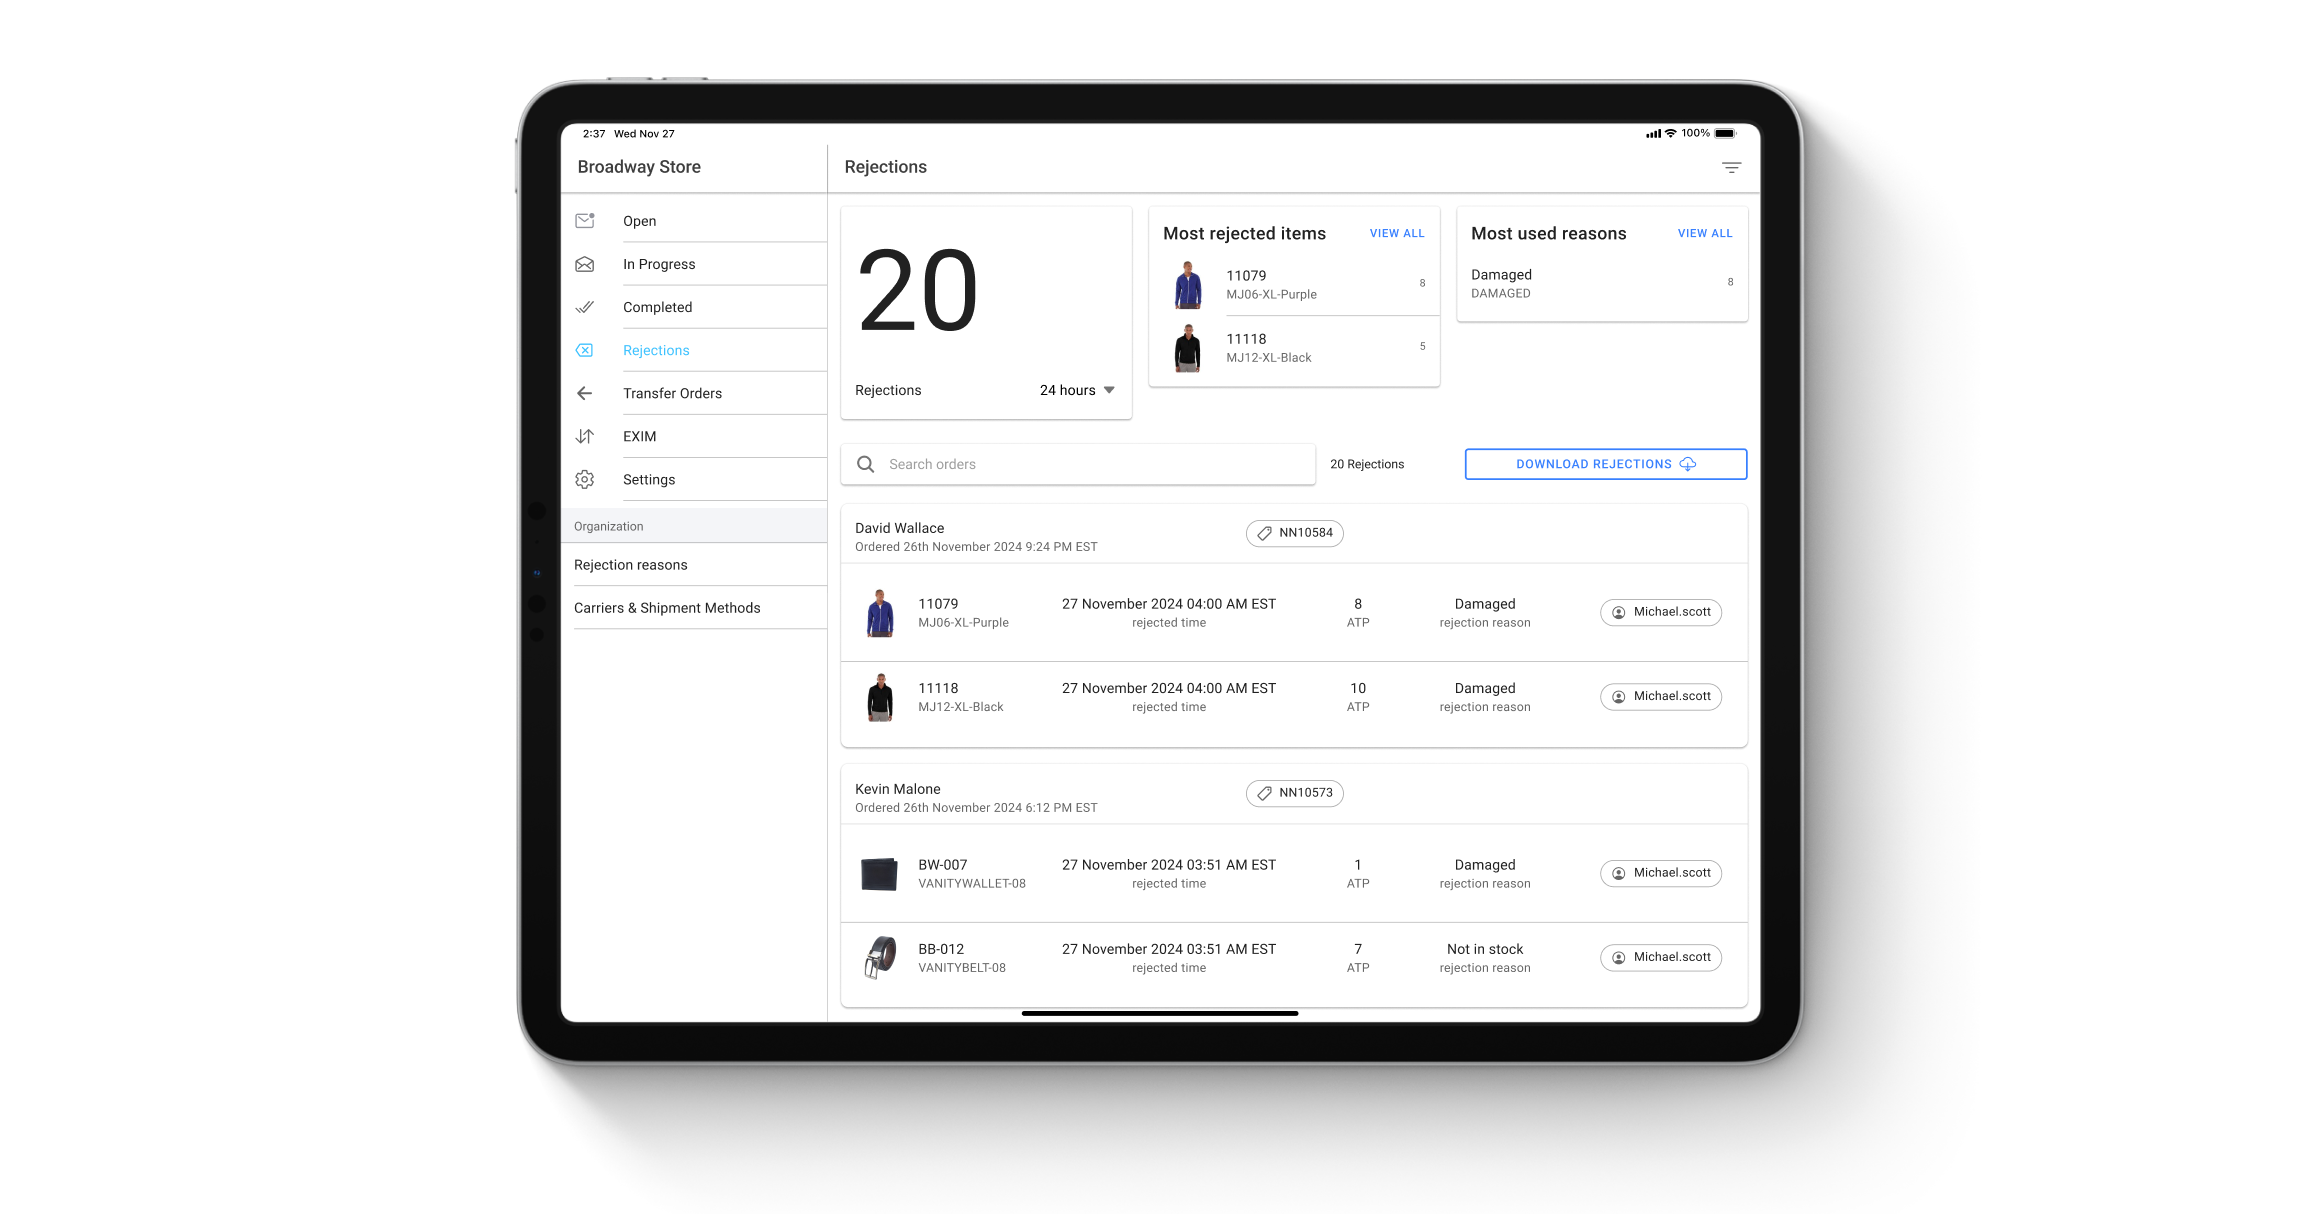 2:37 Wed Nov 27
100%
Broadway Store
Open
In Progress
Completed
Rejections
Transfer Orders
EXIM
Settings
Organization
Rejection reasons
Carriers & Shipment Methods
Rejections
20
Rejections
24 hours
Most rejected items
VIEW ALL
11079
MJ06-XL-Purple
8
11118
MJ12-XL-Black
5
Most used reasons
VIEW ALL
Damaged
DAMAGED
8
Search orders
20 Rejections
DOWNLOAD REJECTIONS
David Wallace
Ordered 26th November 2024 9:24 PM EST
NN10584
11079
MJ06-XL-Purple
27 November 2024 04:00 AM EST
rejected time
8
ATP
Damaged
rejection reason
Michael.scott
11118
MJ12-XL-Black
27 November 2024 04:00 AM EST
rejected time
10
ATP
Damaged
rejection reason
Michael.scott
Kevin Malone
Ordered 26th November 2024 6:12 PM EST
NN10573
BW-007
VANITYWALLET-08
27 November 2024 03:51 AM EST
rejected time
1
ATP
Damaged
rejection reason
Michael.scott
BB-012
VANITYBELT-08
27 November 2024 03:51 AM EST
rejected time
7
ATP
Not in stock
rejection reason
Michael.scott